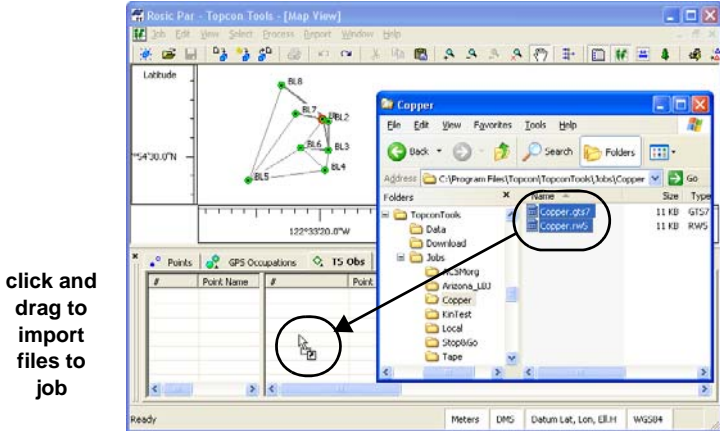 Rosic Par - Topcon Tools - [Map View]
Job Edit View Select Process Report Window Help
Latitude
BL8
BL7
BL2
BL6
BL3
BL4
BL5
°54'30.0"N
122°33'20.0"W
Copper
File Edit View Favorites Tools Help
Back Search Folders
Address C:\Program Files\Topcon\TopconTools\Jobs\Copper Go
Folders x Name Size Type
Copper.gts7 11 KB GTS7
Copper.rw5 11 KB RW5
TopconTools
Data
Download
Jobs
ACSMorg
Arizona_LBJ
Copper
KinTest
Local
Stop&Go
Tape
Points GPS Occupations TS Obs
# Point Name # Point
click and
drag to
import
files to
job
Ready Meters DMS Datum Lat, Lon, Ell.H WGS84